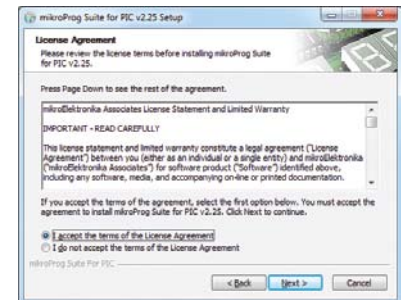 mikroProg Suite for PIC v2.25 Setup
License Agreement
Please review the license terms before installing mikroProg Suite
for PIC v2.25.
Press Page Down to see the rest of the agreement.
mikroElektronika Associates License Statement and Limited Warranty
IMPORTANT - READ CAREFULLY
This license statement and limited warranty constitute a legal agreement ("License
Agreement") between you (either as an individual or a single entity) and mikroElektronika
("mikroElektronika Associates") for software product ("Software") identified above,
including any software, media, and accompanying on-line or printed documentation.
If you accept the terms of the agreement, select the first option below. You must accept the
agreement to install mikroProg Suite for PIC v2.25. Click Next to continue.
I accept the terms of the License Agreement
I do not accept the terms of the License Agreement
mikroProg Suite For PIC
< Back Next > Cancel